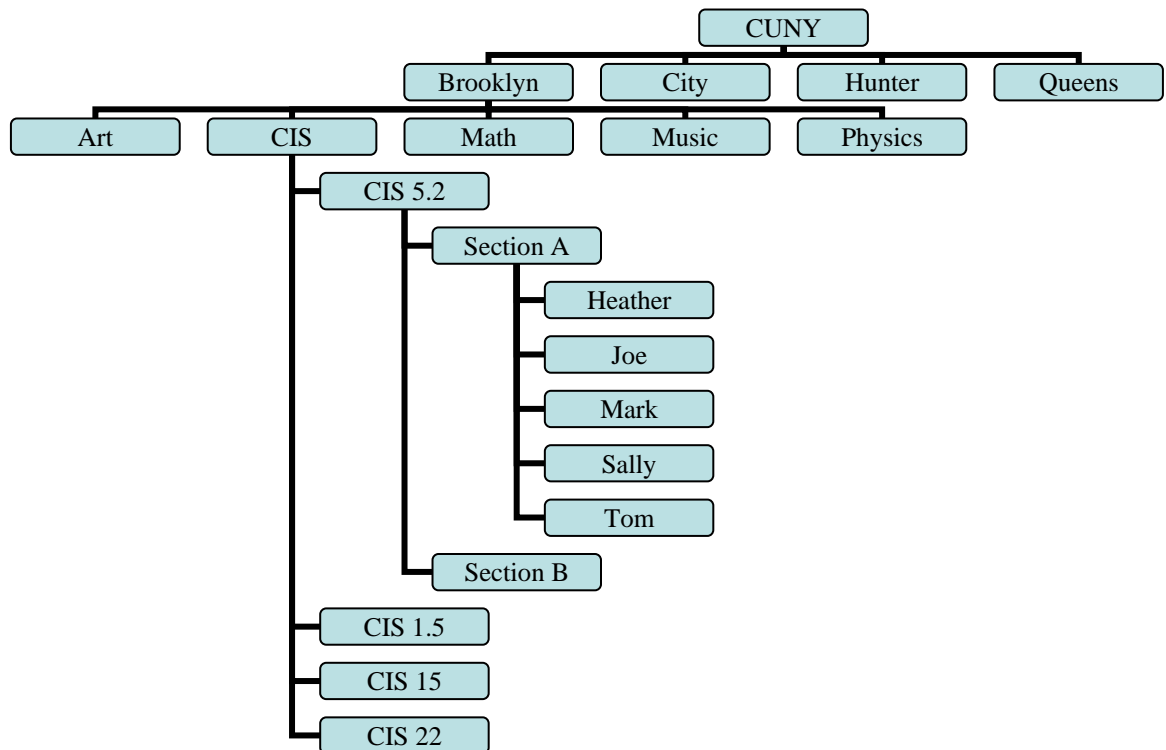 CUNY
Brooklyn
City
Hunter
Queens
Art
CIS
Math
Music
Physics
CIS 5.2
Section A
Heather
Joe
Mark
Sally
Tom
Section B
CIS 1.5
CIS 15
CIS 22